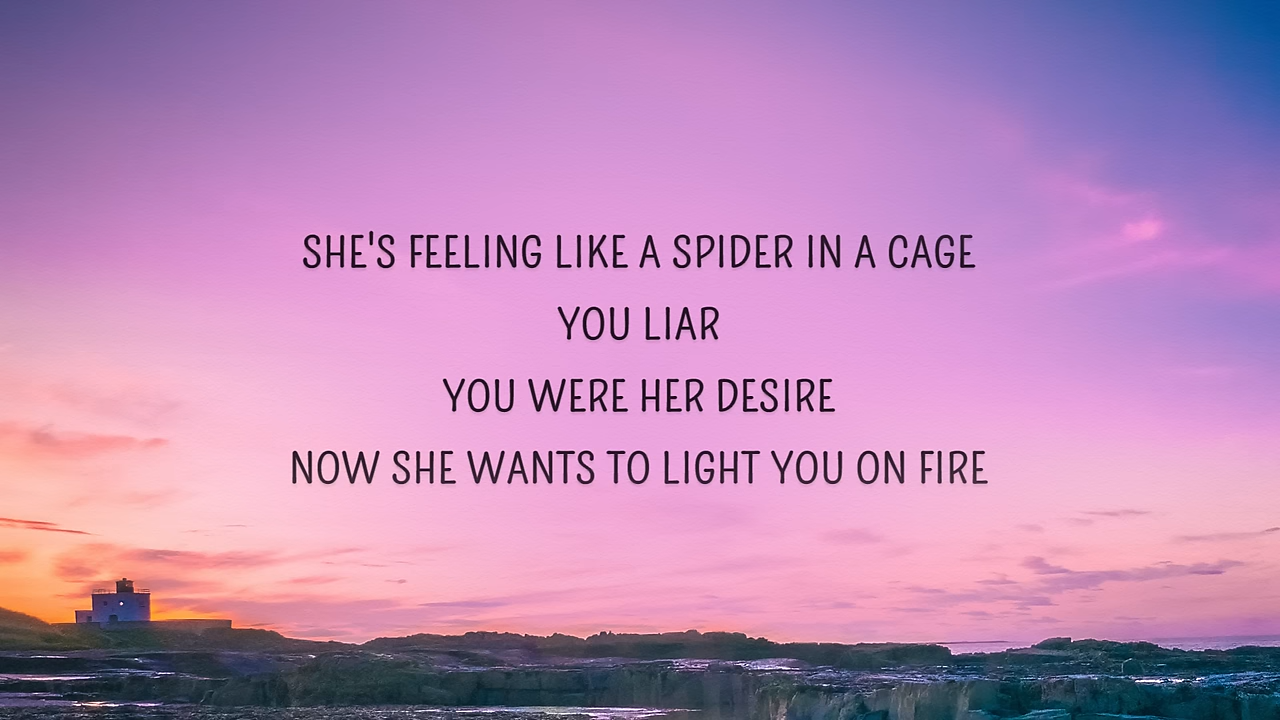 SHE'S FEELING LIKE A SPIDER IN A CAGE
YOU LIAR
YOU WERE HER DESIRE
NOW SHE WANTS TO LIGHT YOU ON FIRE